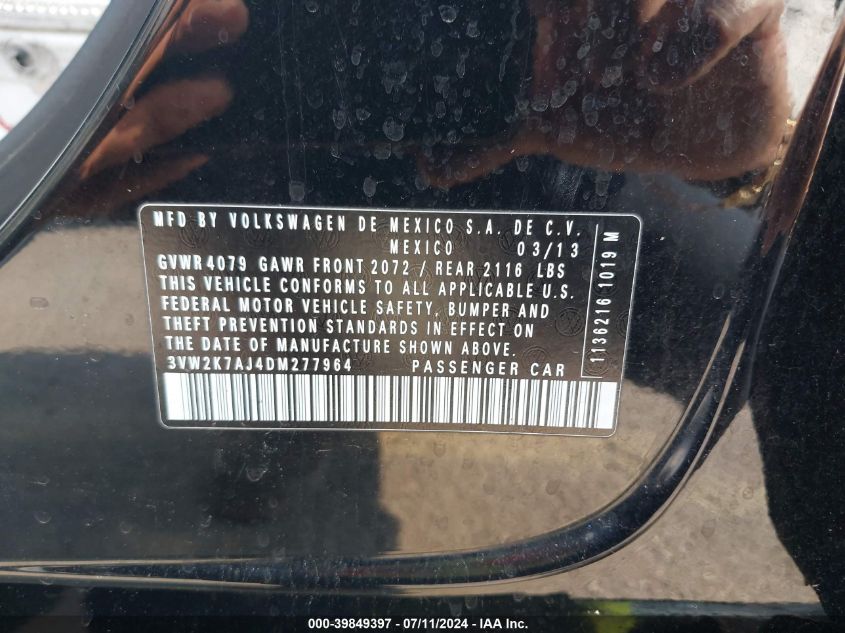 MFD BY VOLKSWAGEN DE MEXICO S.A. DE C.V.
MEXICO 03/13
GVWR 4079 GAWR FRONT 2072 / REAR 2116 LBS
THIS VEHICLE CONFORMS TO ALL APPLICABLE U.S.
FEDERAL MOTOR VEHICLE SAFETY, BUMPER AND
THEFT PREVENTION STANDARDS IN EFFECT ON
THE DATE OF MANUFACTURE SHOWN ABOVE.
3VW2K7AJ4DM277964 PASSENGER CAR
1136216 1019 M
000-39849397 - 07/11/2024 - IAA Inc.